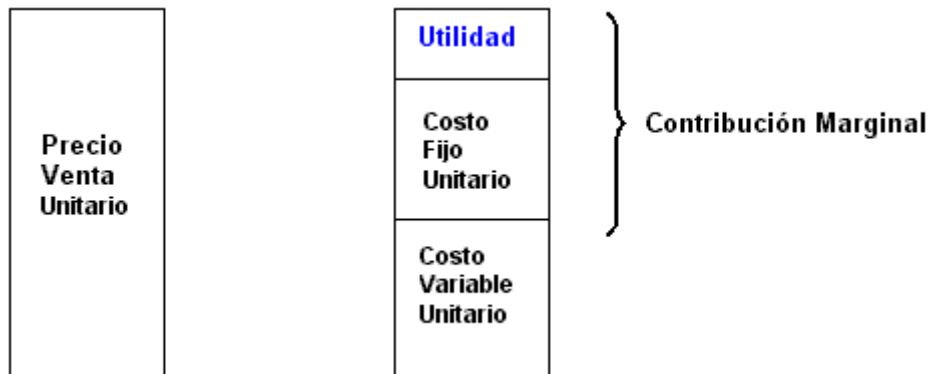 Precio
Venta
Unitario
Utilidad
Costo
Fijo
Unitario
Costo
Variable
Unitario
Contribución Marginal